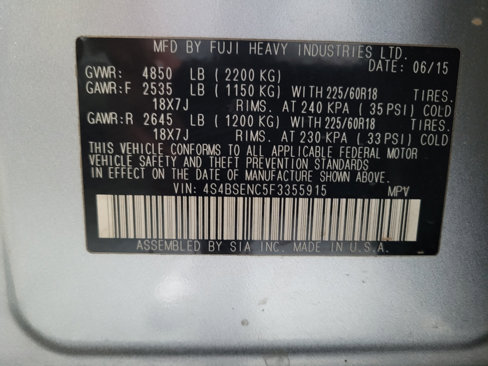 MFD BY FUJI HEAVY INDUSTRIES LTD.
DATE: 06/15
GVWR: 4850 LB ( 2200 KG)
GAWR:F 2535 LB ( 1150 KG) WITH 225/60R18 TIRES.
18X7J RIMS. AT 240 KPA ( 35 PSI) COLD
GAWR:R 2645 LB ( 1200 KG) WITH 225/60R18 TIRES.
18X7J RIMS. AT 230 KPA ( 33 PSI) COLD
THIS VEHICLE CONFORMS TO ALL APPLICABLE FEDERAL MOTOR
VEHICLE SAFETY AND THEFT PREVENTION STANDARDS
IN EFFECT ON THE DATE OF MANUFACTURE SHOWN ABOVE.
VIN: 4S4BSENC5F3355915 MPV
ASSEMBLED BY SIA INC. MADE IN U.S.A.